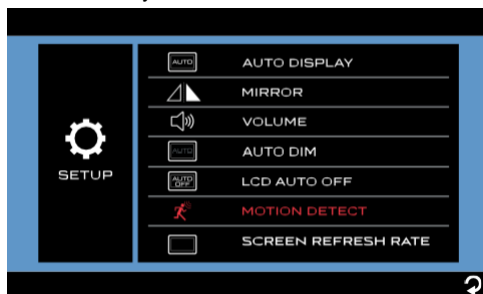 AUTO
AUTO DISPLAY
MIRROR
VOLUME
AUTO
AUTO DIM
SETUP
AUTO
OFF
LCD AUTO OFF
MOTION DETECT
SCREEN REFRESH RATE